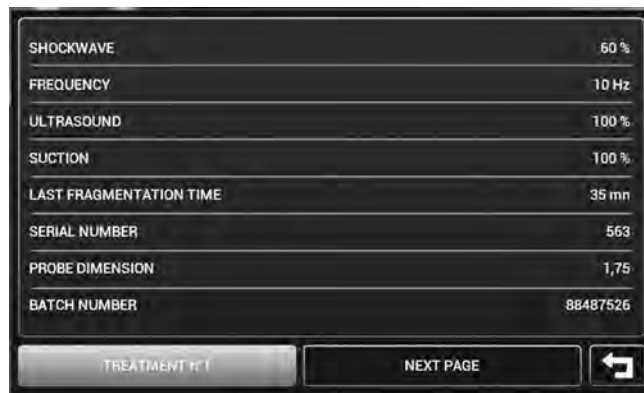 SHOCKWAVE 60 %
FREQUENCY 10 Hz
ULTRASOUND 100 %
SUCTION 100 %
LAST FRAGMENTATION TIME 35 mn
SERIAL NUMBER 563
PROBE DIMENSION 1,75
BATCH NUMBER 88487526
TREATMENT N°1 NEXT PAGE